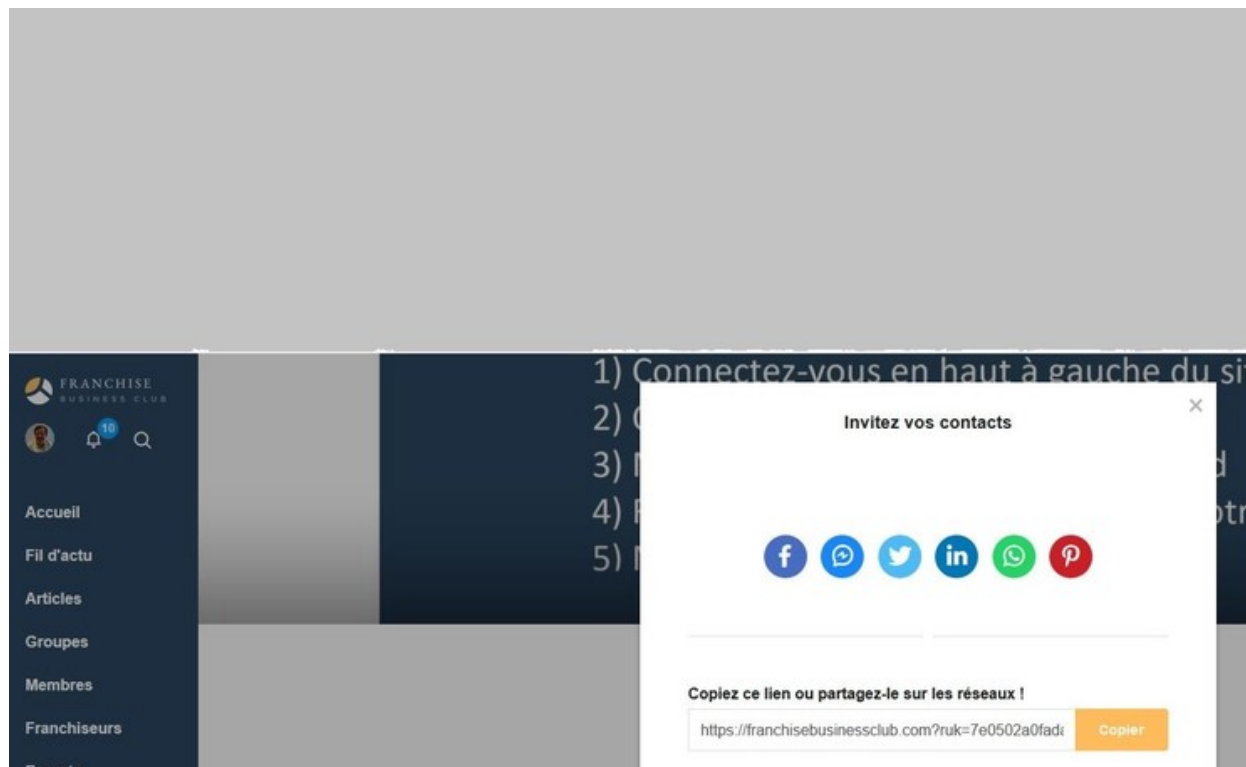 FRANCHISE
BUSINESS CLUB
10
Accueil
Fil d'actu
Articles
Groupes
Membres
Franchiseurs
1) Connectez-vous en haut à gauche du
2)
3)
4)
5)
Invitez vos contacts
×
Copiez ce lien ou partagez-le sur les réseaux !
https://franchisebusinessclub.com?ruk=7e0502a0fada
Copier